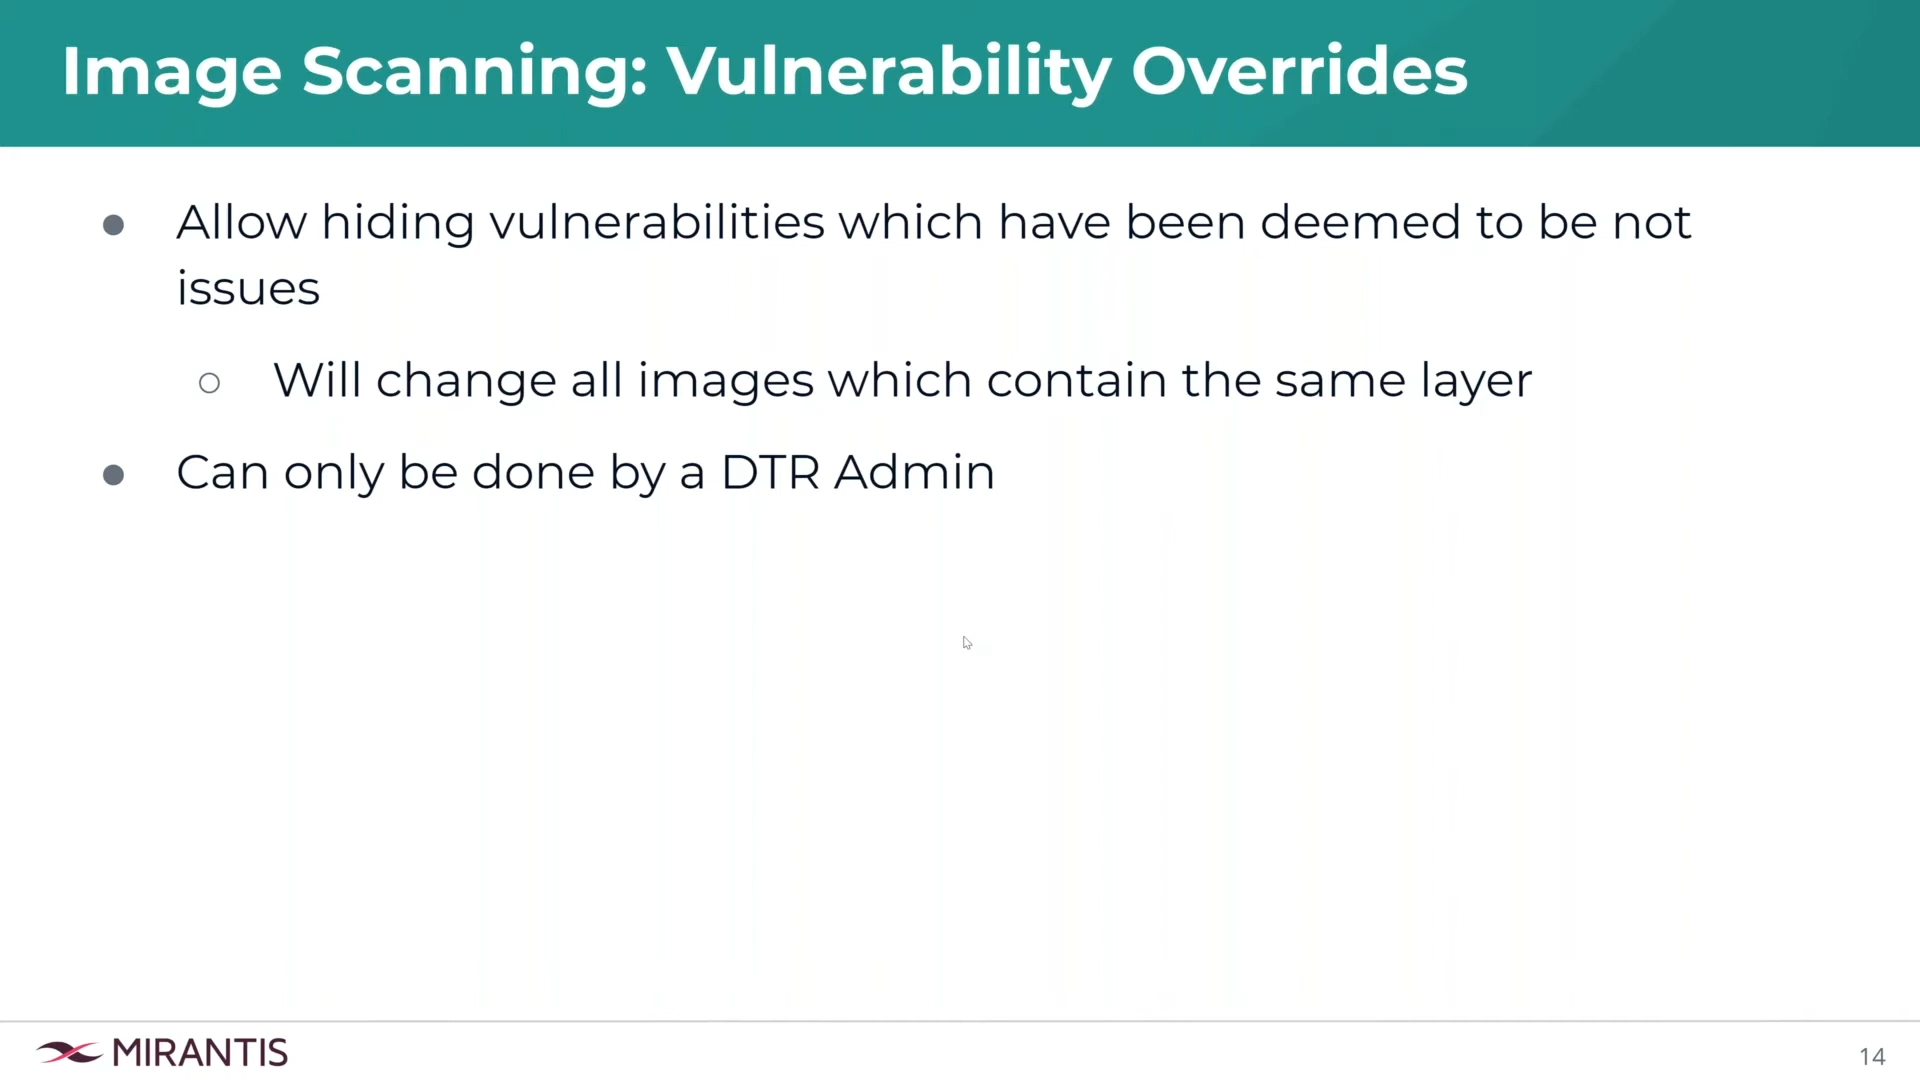 Image Scanning: Vulnerability Overrides
● Allow hiding vulnerabilities which have been deemed to be not
issues
○ Will change all images which contain the same layer
● Can only be done by a DTR Admin
MIRANTIS
14